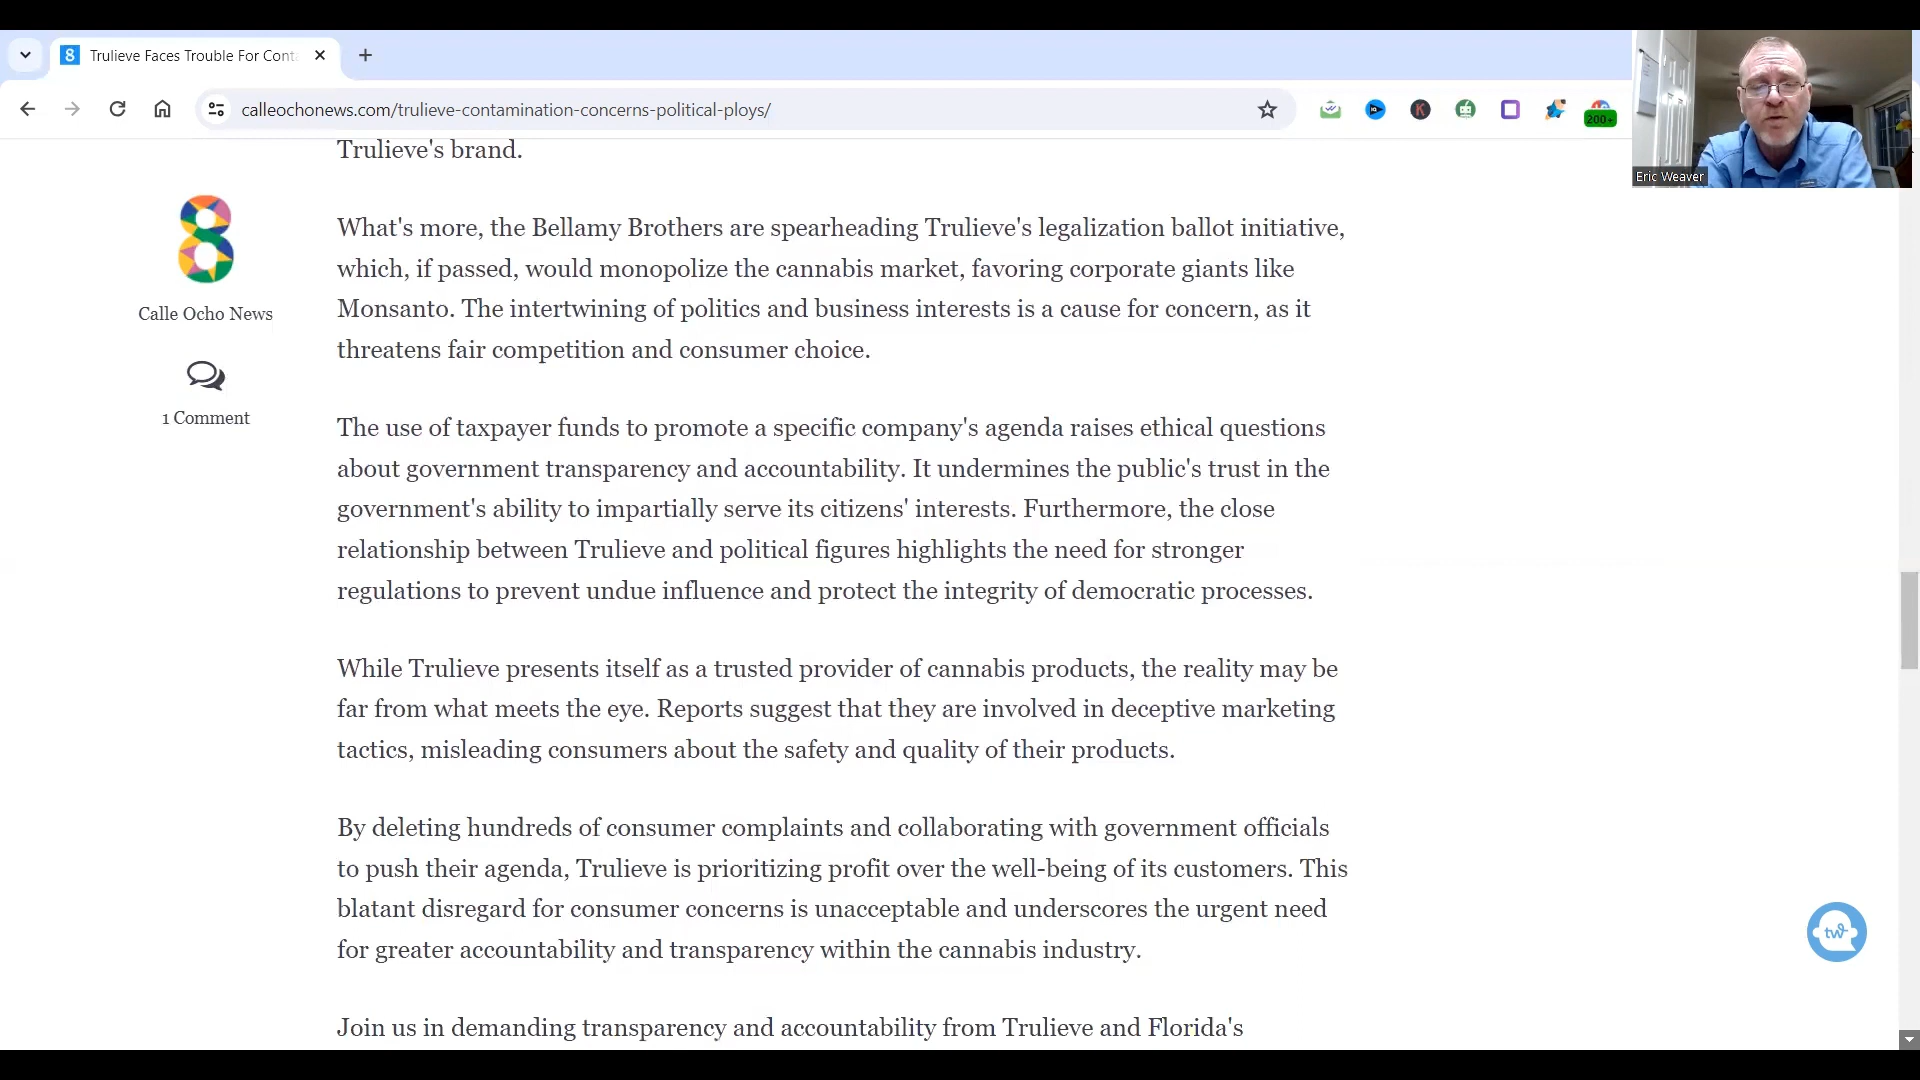 8 Trulieve Faces Trouble For Conta
calleochonews.com/trulieve-contamination-concerns-political-ploys/
K
200+
Eric Weaver
Trulieve's brand.
Calle Ocho News
1 Comment
What's more, the Bellamy Brothers are spearheading Trulieve's legalization ballot initiative,
which, if passed, would monopolize the cannabis market, favoring corporate giants like
Monsanto. The intertwining of politics and business interests is a cause for concern, as it
threatens fair competition and consumer choice.
The use of taxpayer funds to promote a specific company's agenda raises ethical questions
about government transparency and accountability. It undermines the public's trust in the
government's ability to impartially serve its citizens' interests. Furthermore, the close
relationship between Trulieve and political figures highlights the need for stronger
regulations to prevent undue influence and protect the integrity of democratic processes.
While Trulieve presents itself as a trusted provider of cannabis products, the reality may be
far from what meets the eye. Reports suggest that they are involved in deceptive marketing
tactics, misleading consumers about the safety and quality of their products.
By deleting hundreds of consumer complaints and collaborating with government officials
to push their agenda, Trulieve is prioritizing profit over the well-being of its customers. This
blatant disregard for consumer concerns is unacceptable and underscores the urgent need
for greater accountability and transparency within the cannabis industry.
Join us in demanding transparency and accountability from Trulieve and Florida's
tw